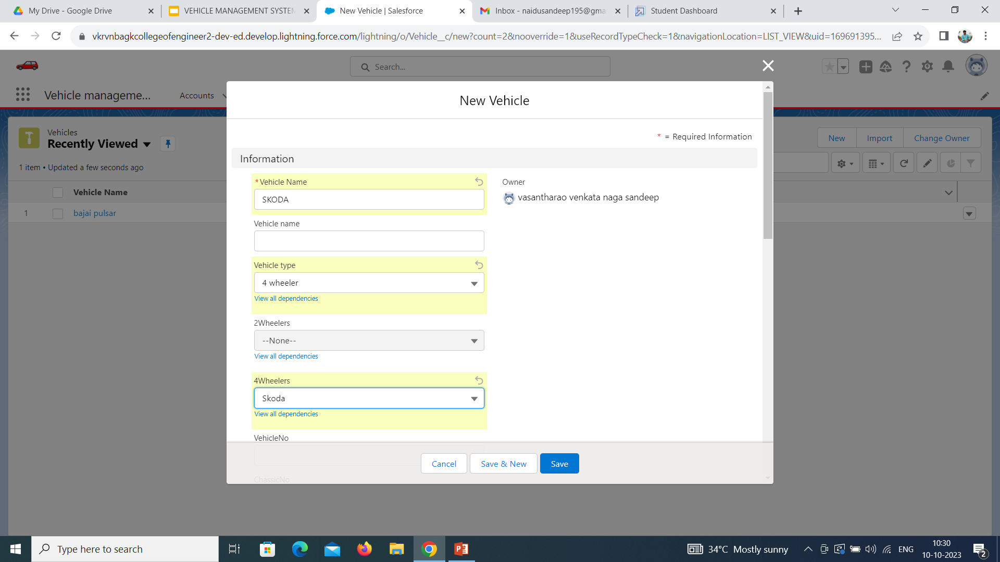 My Drive - Google Drive
VEHICLE MANAGEMENT SYSTEM
New Vehicle | Salesforce
Inbox - naidusandeep195@gma
Student Dashboard
vkrvnbagkcollegeofengineer2-dev-ed.develop.lightning.force.com/lightning/o/Vehicle__c/new?count=2&nooverride=1&useRecordTypeCheck=1&navigationLocation=LIST_VIEW&uid=169691395...
Search...
Vehicle manageme...
Accounts
New Vehicle
* = Required Information
Information
Vehicles
Recently Viewed
1 item • Updated a few seconds ago
New
Import
Change Owner
Vehicle Name
1
bajai pulsar
*Vehicle Name
SKODA
Owner
vasantharao venkata naga sandeep
Vehicle name
Vehicle type
4 wheeler
View all dependencies
2Wheelers
--None--
View all dependencies
4Wheelers
Skoda
View all dependencies
VehicleNo
ChassicNo
Cancel
Save & New
Save
Type here to search
34°C Mostly sunny
ENG
10:30
10-10-2023
2